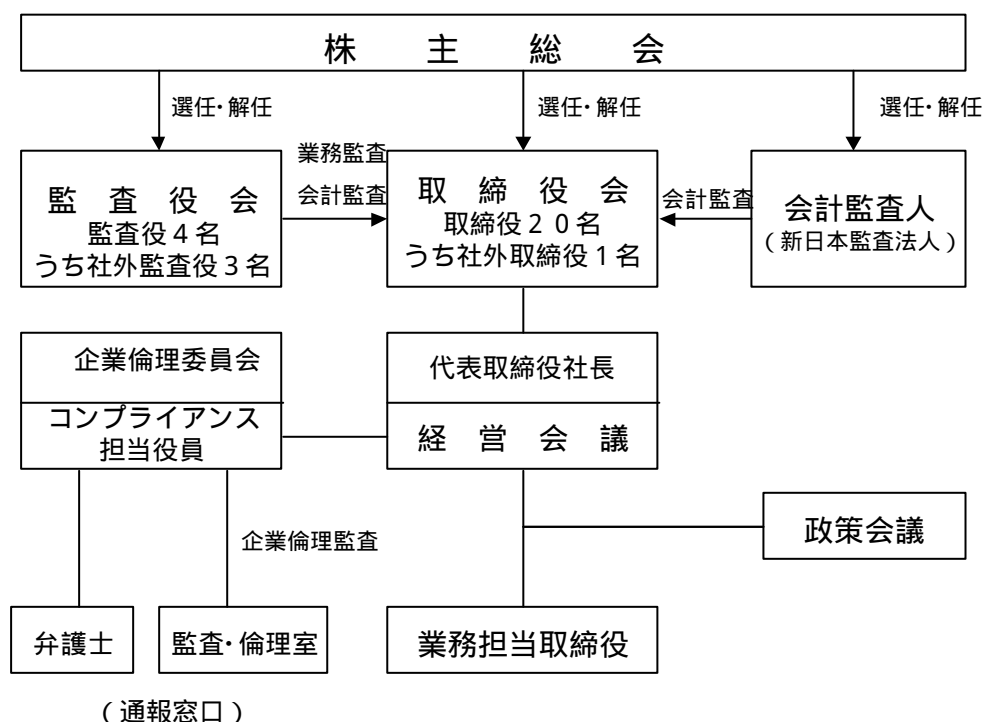 株主総会
選任・解任
選任・解任
選任・解任
監査役会
監査役4名
うち社外監査役3名
業務監査
会計監査
取締役会
取締役20名
うち社外取締役1名
会計監査
会計監査人
(新日本監査法人)
企業倫理委員会
コンプライアンス
担当役員
代表取締役社長
経営会議
政策会議
企業倫理監査
弁護士
監査・倫理室
業務担当取締役
(通報窓口)